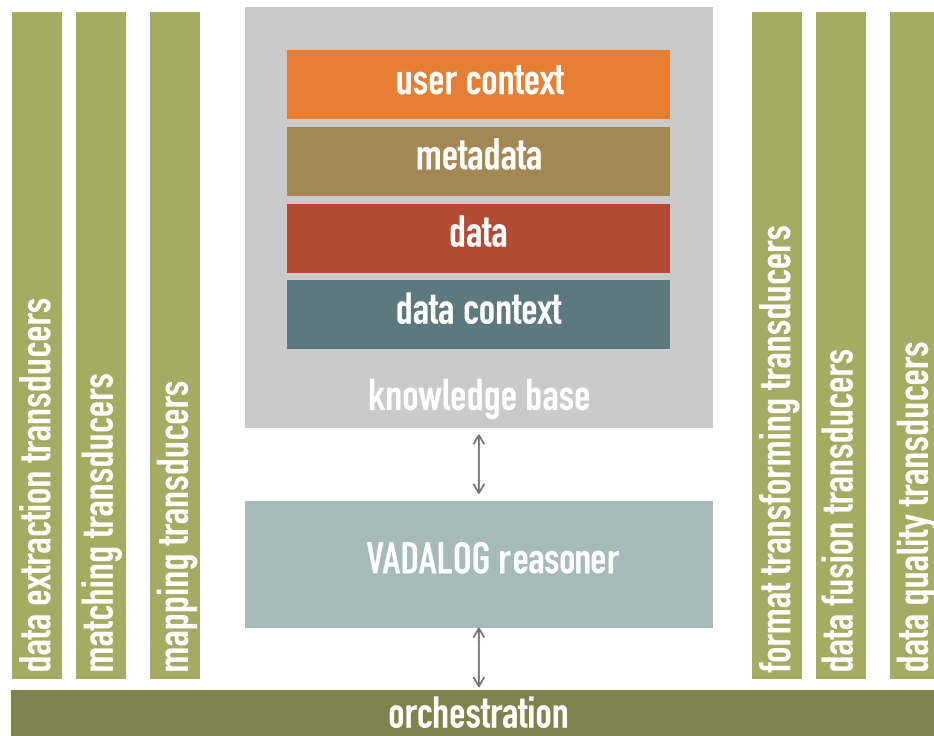 data extraction transducers
matching transducers
mapping transducers
user context
metadata
data
data context
knowledge base
VADALOG reasoner
format transforming transducers
data fusion transducers
data quality transducers
orchestration